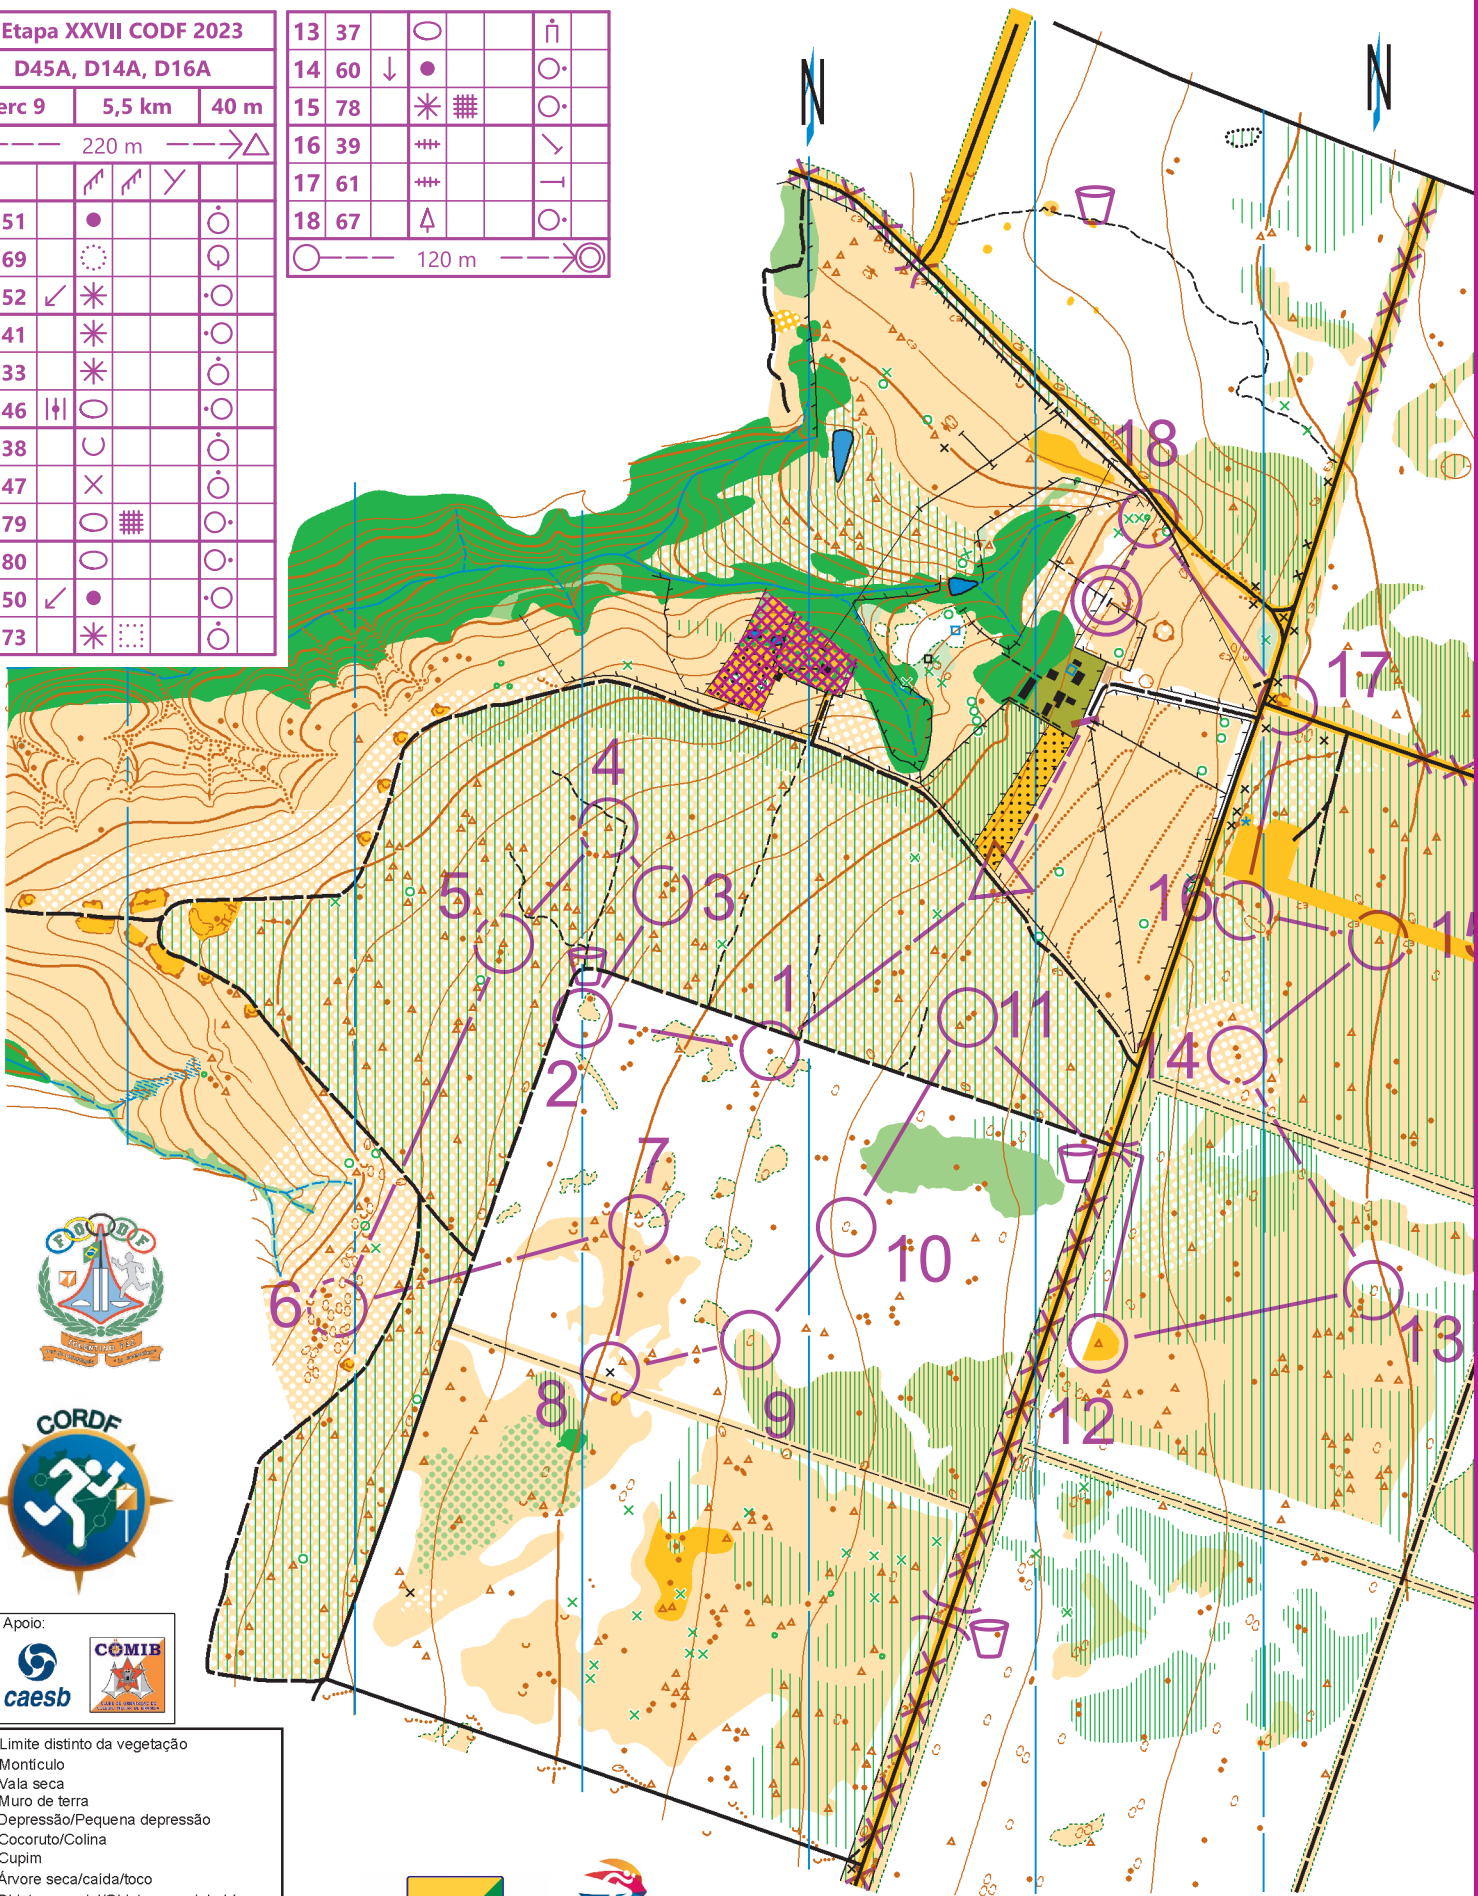 Etapa XXVII CODF 2023
D45A, D14A, D16A
erc 9 5,5 km 40 m
220 m
51
69
52
41
33
46
38
47
79
80
50
73
13 37
14 60
15 78
16 39
17 61
18 67
120 m
N
N
18
17
4
5
3
16
15
1
11
2
14
7
6
10
13
8
9
12
F O D F
CORDF
Apoio:
caesb
COMIB
Limite distinto da vegetação
Montículo
Vala seca
Muro de terra
Depressão/Pequena depressão
Cocoruto/Colina
Cupim
Árvore seca/caída/toco